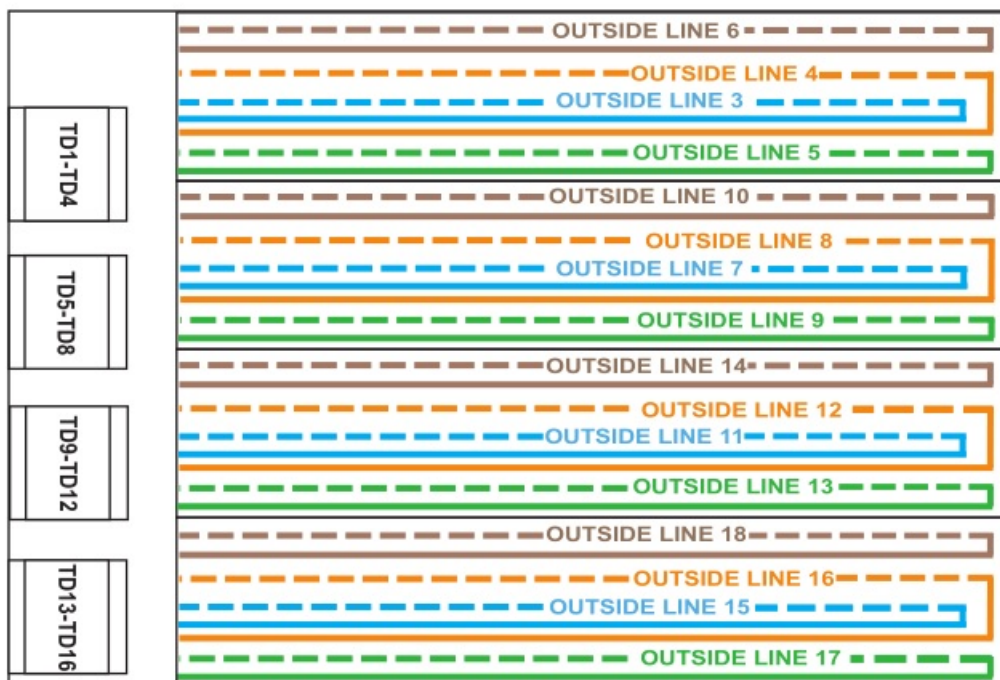 OUTSIDE LINE 6
OUTSIDE LINE 4
OUTSIDE LINE 3
OUTSIDE LINE 5
TD1-TD4
OUTSIDE LINE 10
OUTSIDE LINE 8
OUTSIDE LINE 7
OUTSIDE LINE 9
TD5-TD8
OUTSIDE LINE 14
OUTSIDE LINE 12
OUTSIDE LINE 11
OUTSIDE LINE 13
TD9-TD12
OUTSIDE LINE 18
OUTSIDE LINE 16
OUTSIDE LINE 15
OUTSIDE LINE 17
TD13-TD16